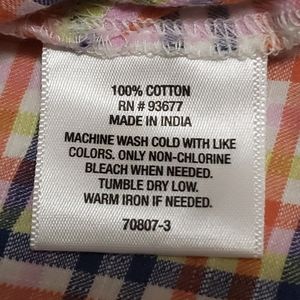 100% COTTON
RN # 93677
MADE IN INDIA
MACHINE WASH COLD WITH LIKE
COLORS. ONLY NON-CHLORINE
BLEACH WHEN NEEDED.
TUMBLE DRY LOW.
WARM IRON IF NEEDED.
70807-3